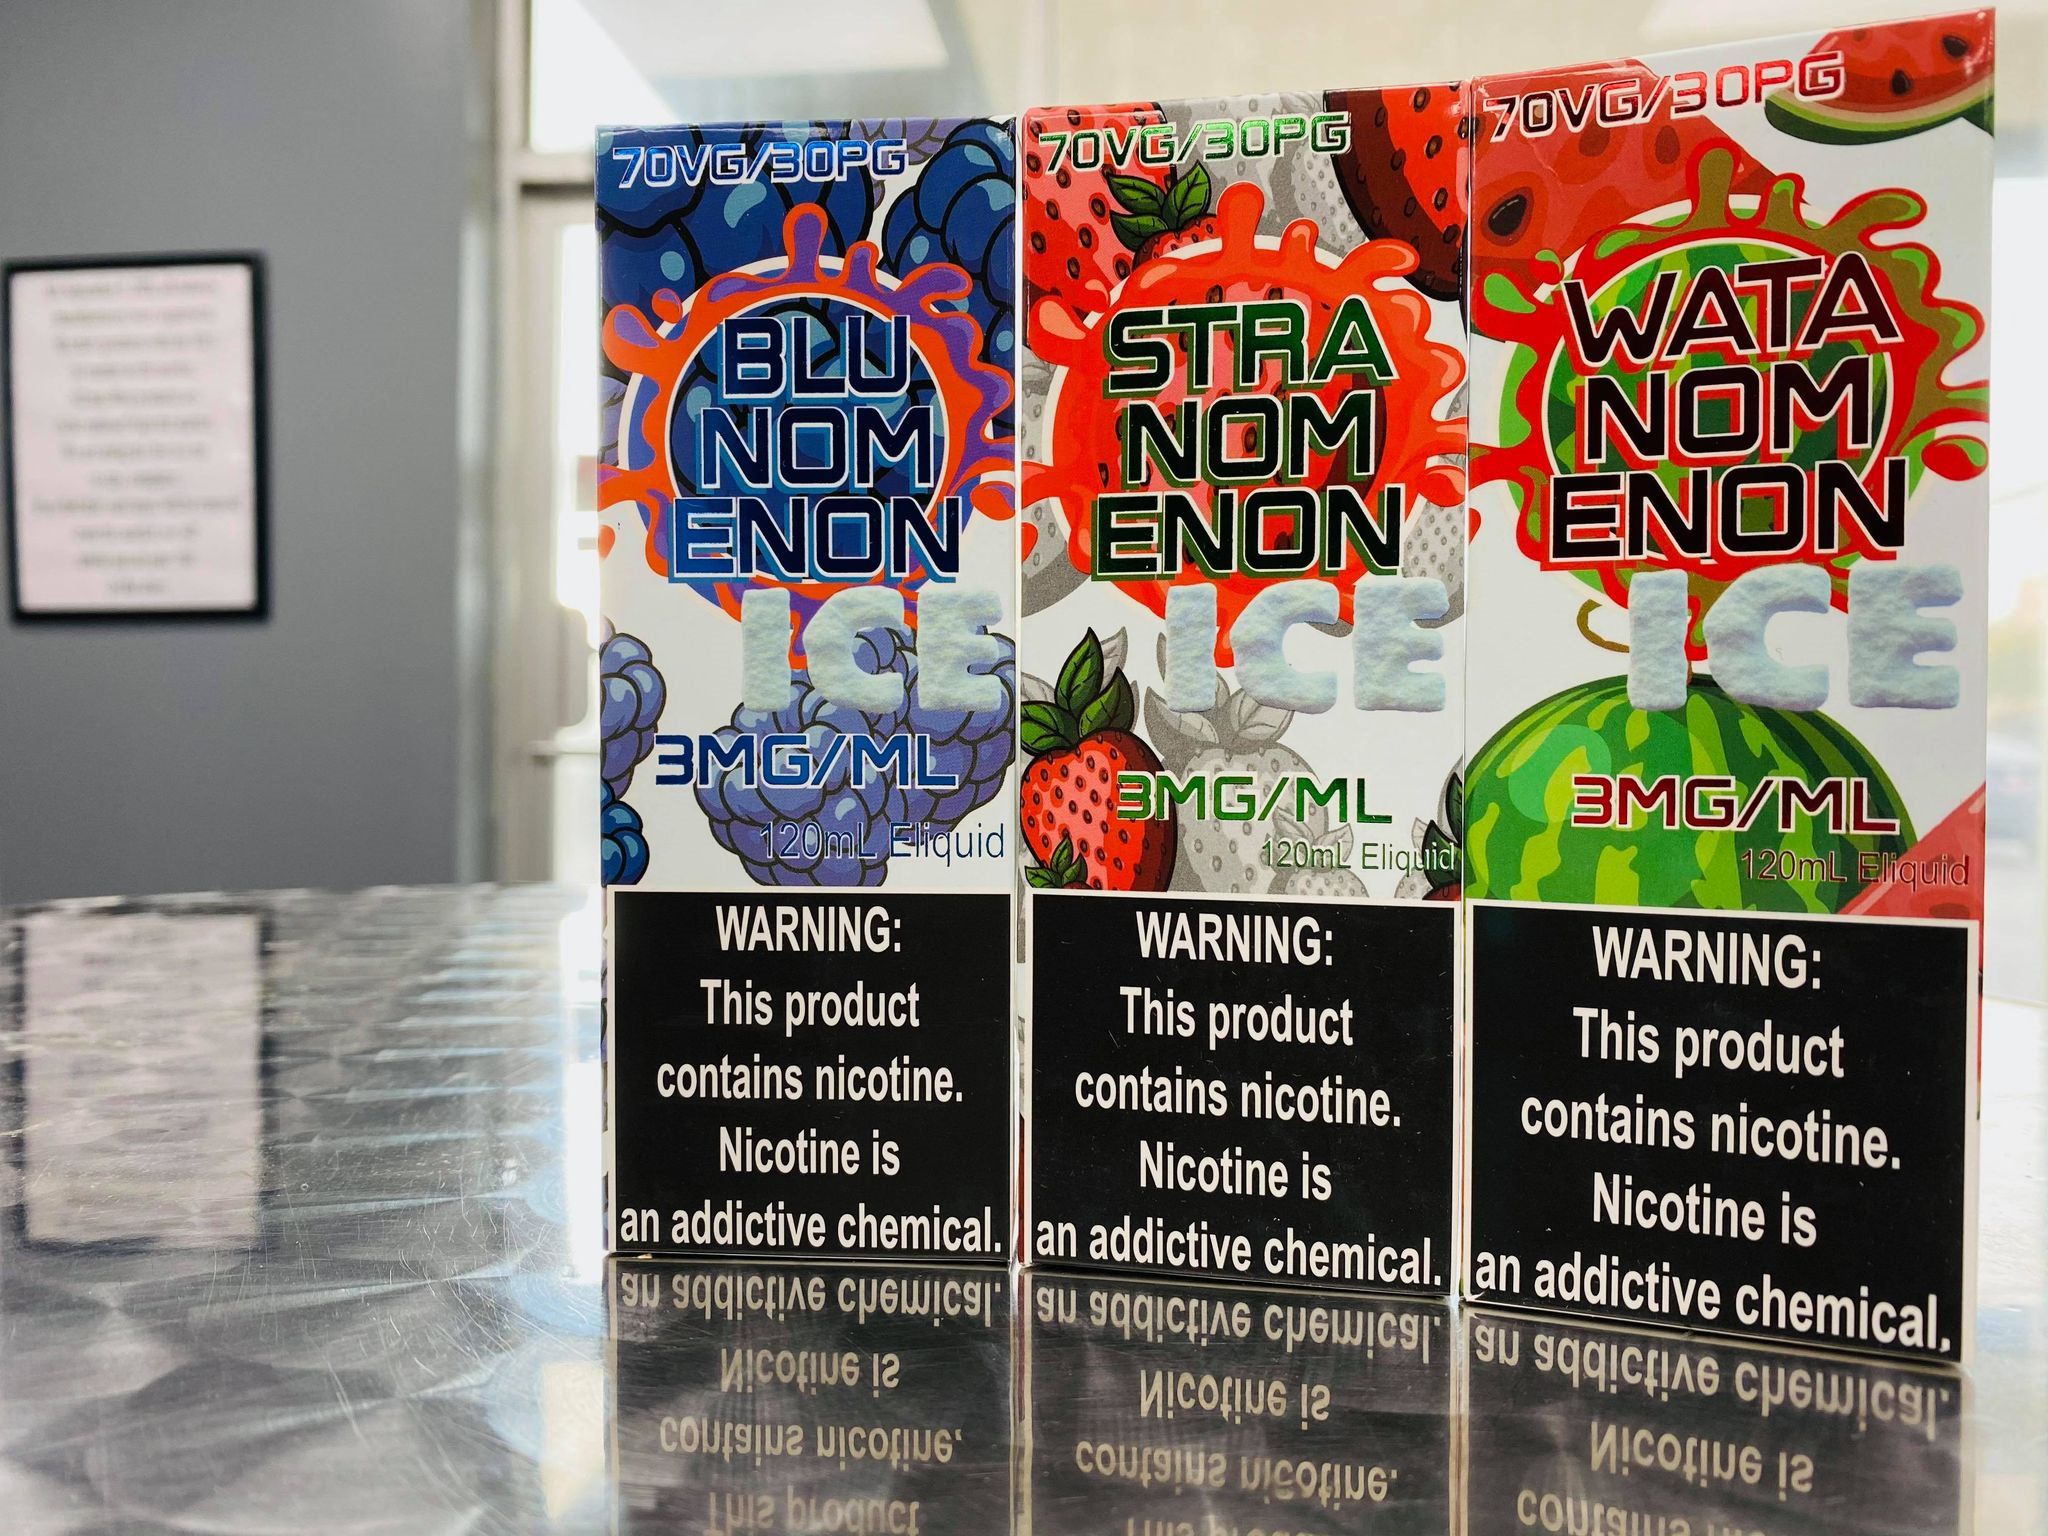 70VG/30PG
BLU
NOM
ENON
ICE
3MG/ML
120mL Eliquid
WARNING:
This product
contains nicotine.
Nicotine is
an addictive chemical.
70VG/30PG
STRA
NOM
ENON
ICE
3MG/ML
120mL Eliquid
WARNING:
This product
contains nicotine.
Nicotine is
an addictive chemical.
70VG/30PG
WATA
NOM
ENON
ICE
3MG/ML
120mL Eliquid
WARNING:
This product
contains nicotine.
Nicotine is
an addictive chemical.